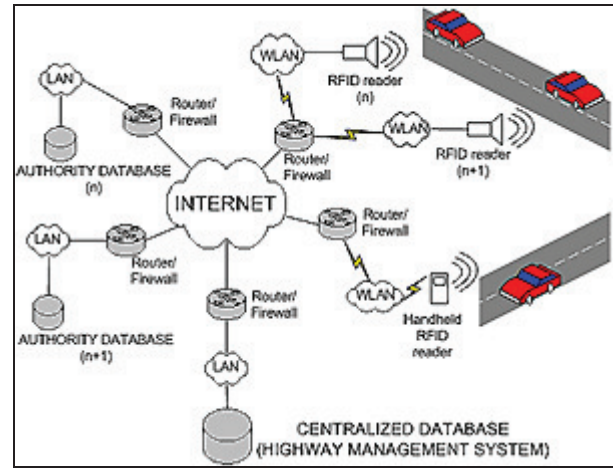 WLAN
RFID reader
(n)
LAN
Router/
Firewall
WLAN
RFID reader
(n+1)
Router/
Firewall
AUTHORITY DATABASE
(n)
INTERNET
Router/
Firewall
LAN
Router/
Firewall
WLAN
Handheld
RFID
reader
AUTHORITY DATABASE
(n+1)
Router/
Firewall
LAN
CENTRALIZED DATABASE
(HIGHWAY MANAGEMENT SYSTEM)